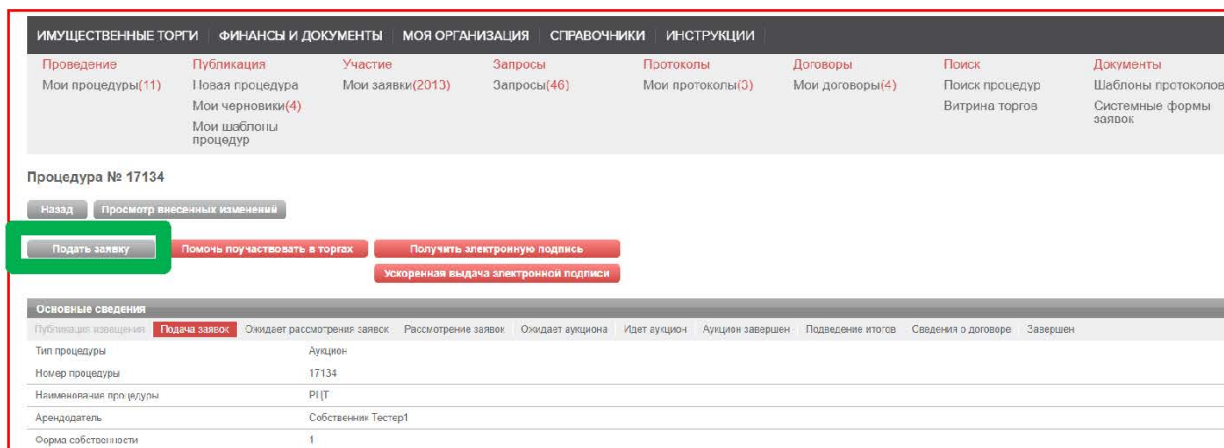 ИМУЩЕСТВЕННЫЕ ТОРГИ ФИНАНСЫ И ДОКУМЕНТЫ МОЯ ОРГАНИЗАЦИЯ СПРАВОЧНИКИ ИНСТРУКЦИИ
Проведение Публикация Участие Запросы Протоколы Договоры Поиск Документы
Мои процедуры(11) Новая процедура Мои заявки(2013) Запросы(46) Мои протоколы(0) Мои договоры(4) Поиск процедур Шаблоны протоколов
Мои черновики(4) Витрина торгов Системные формы
Мои шаблоны заявок
процедур
Процедура № 17134
Назад Просмотр внесенных изменений
Подать заявку Помочь поучаствовать в торгах Получить электронную подпись
Ускоренная выдача электронной подписи
Основные сведения
Публикация извещения Подача заявок Ожидает рассмотрения заявок Рассмотрение заявок Ожидает аукциона Идет аукцион Аукцион завершен Подведение итогов Сведения о договоре Завершен
Тип процедуры Аукцион
Номер процедуры 17134
Наименование процедуры РЦТ
Арендодатель Собственник Тестер1
Форма собственности 1